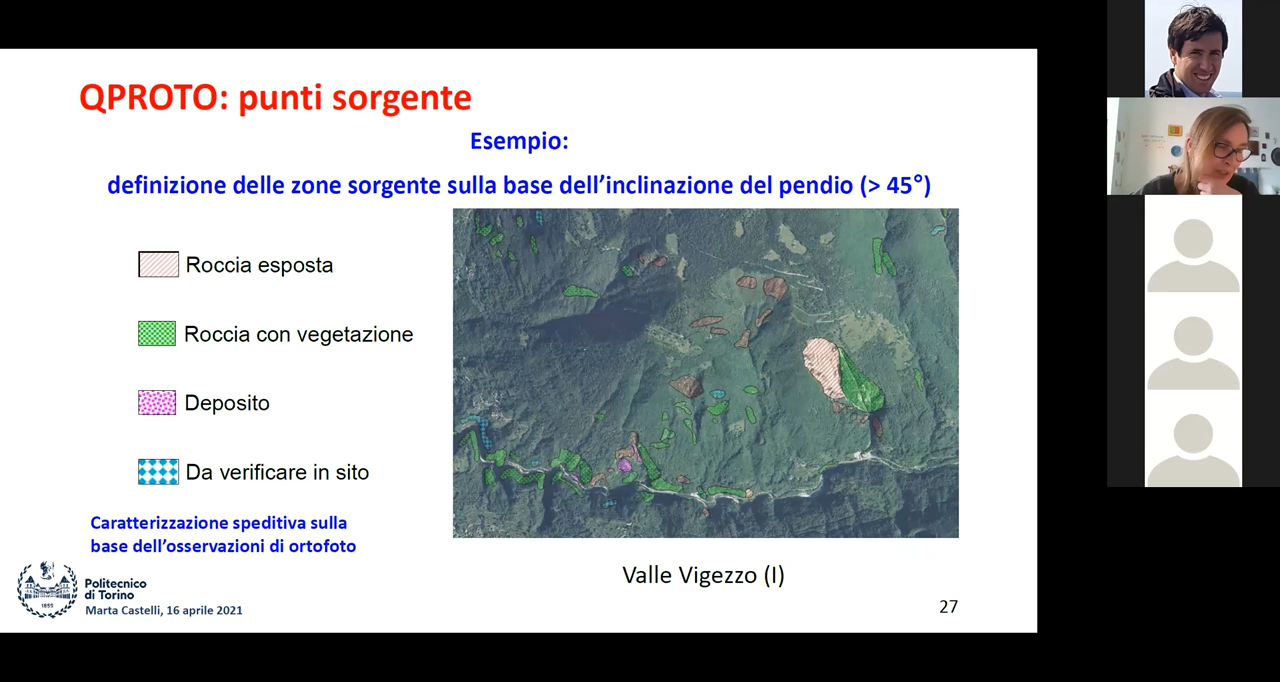 QPROTO: punti sorgente
Esempio:
definizione delle zone sorgente sulla base dell’inclinazione del pendio (> 45°)
Roccia esposta
Roccia con vegetazione
Deposito
Da verificare in sito
Caratterizzazione speditiva sulla
base dell’osservazioni di ortofoto
Valle Vigezzo (I)
1859
Politecnico
di Torino
Marta Castelli, 16 aprile 2021
27